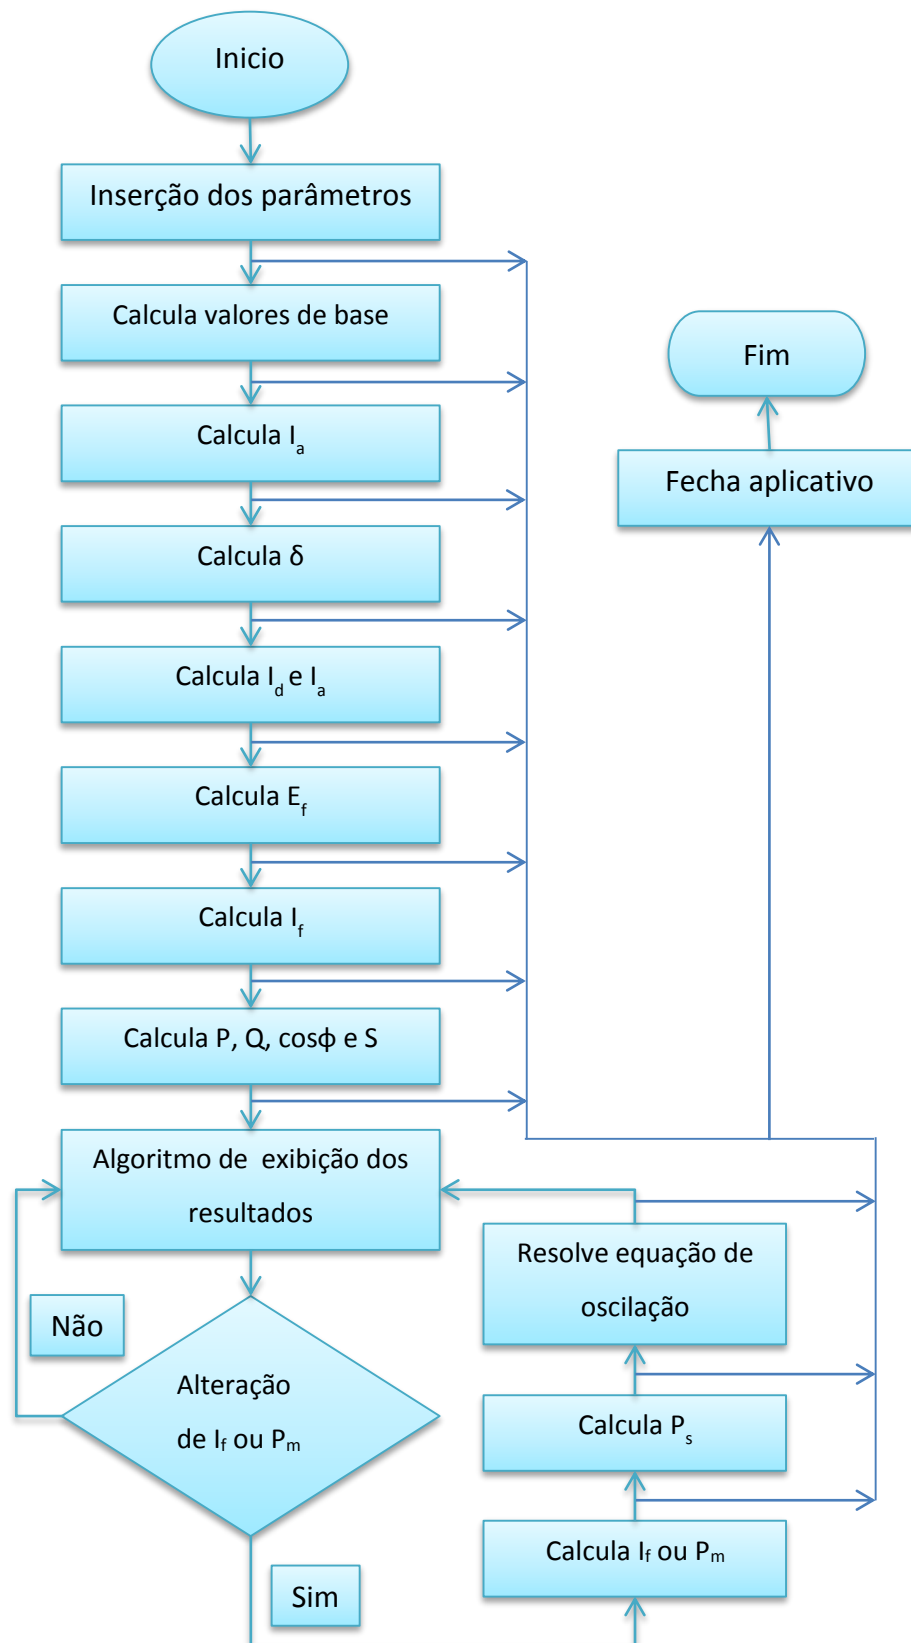 Inicio
Inserção dos parâmetros
Calcula valores de base
Calcula Ia
Calcula δ
Calcula Id e Ia
Calcula Ef
Calcula If
Calcula P, Q, cosϕ e S
Algoritmo de exibição dos
resultados
Não
Alteração
de If ou Pm
Sim
Fim
Fecha aplicativo
Resolve equação de
oscilação
Calcula Ps
Calcula If ou Pm